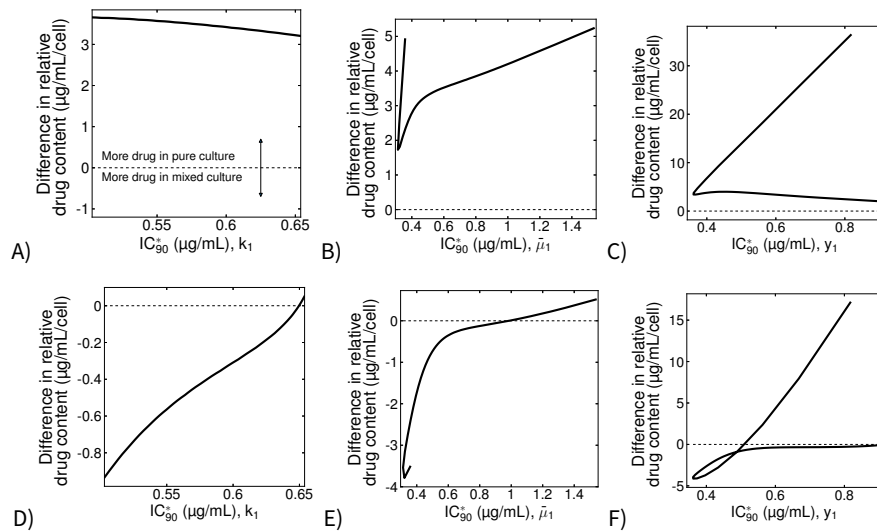 Difference in relative
drug content (µg/mL/cell)
3
2
1
0
-1
More drug in pure culture
More drug in mixed culture
0.55
0.6
0.65
IC*90 (µg/mL), k1
A)
Difference in relative
drug content (µg/mL/cell)
5
4
3
2
1
0
0.4
0.6
0.8
1
1.2
1.4
IC*90 (µg/mL), µ̄1
B)
Difference in relative
drug content (µg/mL/cell)
30
20
10
0
0.4
0.6
0.8
IC*90 (µg/mL), y1
C)
Difference in relative
drug content (µg/mL/cell)
0
-0.2
-0.4
-0.6
-0.8
0.55
0.6
0.65
IC*90 (µg/mL), k1
D)
Difference in relative
drug content (µg/mL/cell)
1
0
-1
-2
-3
-4
0.4
0.6
0.8
1
1.2
1.4
IC*90 (µg/mL), µ̄1
E)
Difference in relative
drug content (µg/mL/cell)
15
10
5
0
-5
0.4
0.6
0.8
IC*90 (µg/mL), y1
F)